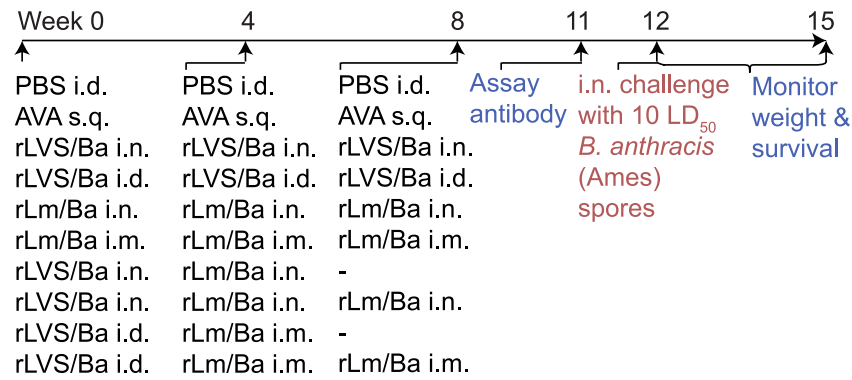 Week 0 4 8 11 12 15
PBS i.d. PBS i.d. PBS i.d. Assay i.n. challenge Monitor
AVA s.q. AVA s.q. AVA s.q. antibody with 10 LD50 weight &
rLVS/Ba i.n. rLVS/Ba i.n. rLVS/Ba i.n. B. anthracis survival
rLVS/Ba i.d. rLVS/Ba i.d. rLVS/Ba i.d. (Ames)
rLm/Ba i.n. rLm/Ba i.n. rLm/Ba i.n. spores
rLm/Ba i.m. rLm/Ba i.m. rLm/Ba i.m.
rLVS/Ba i.n. rLm/Ba i.n. -
rLVS/Ba i.n. rLm/Ba i.n. rLm/Ba i.n.
rLVS/Ba i.d. rLm/Ba i.m. -
rLVS/Ba i.d. rLm/Ba i.m. rLm/Ba i.m.